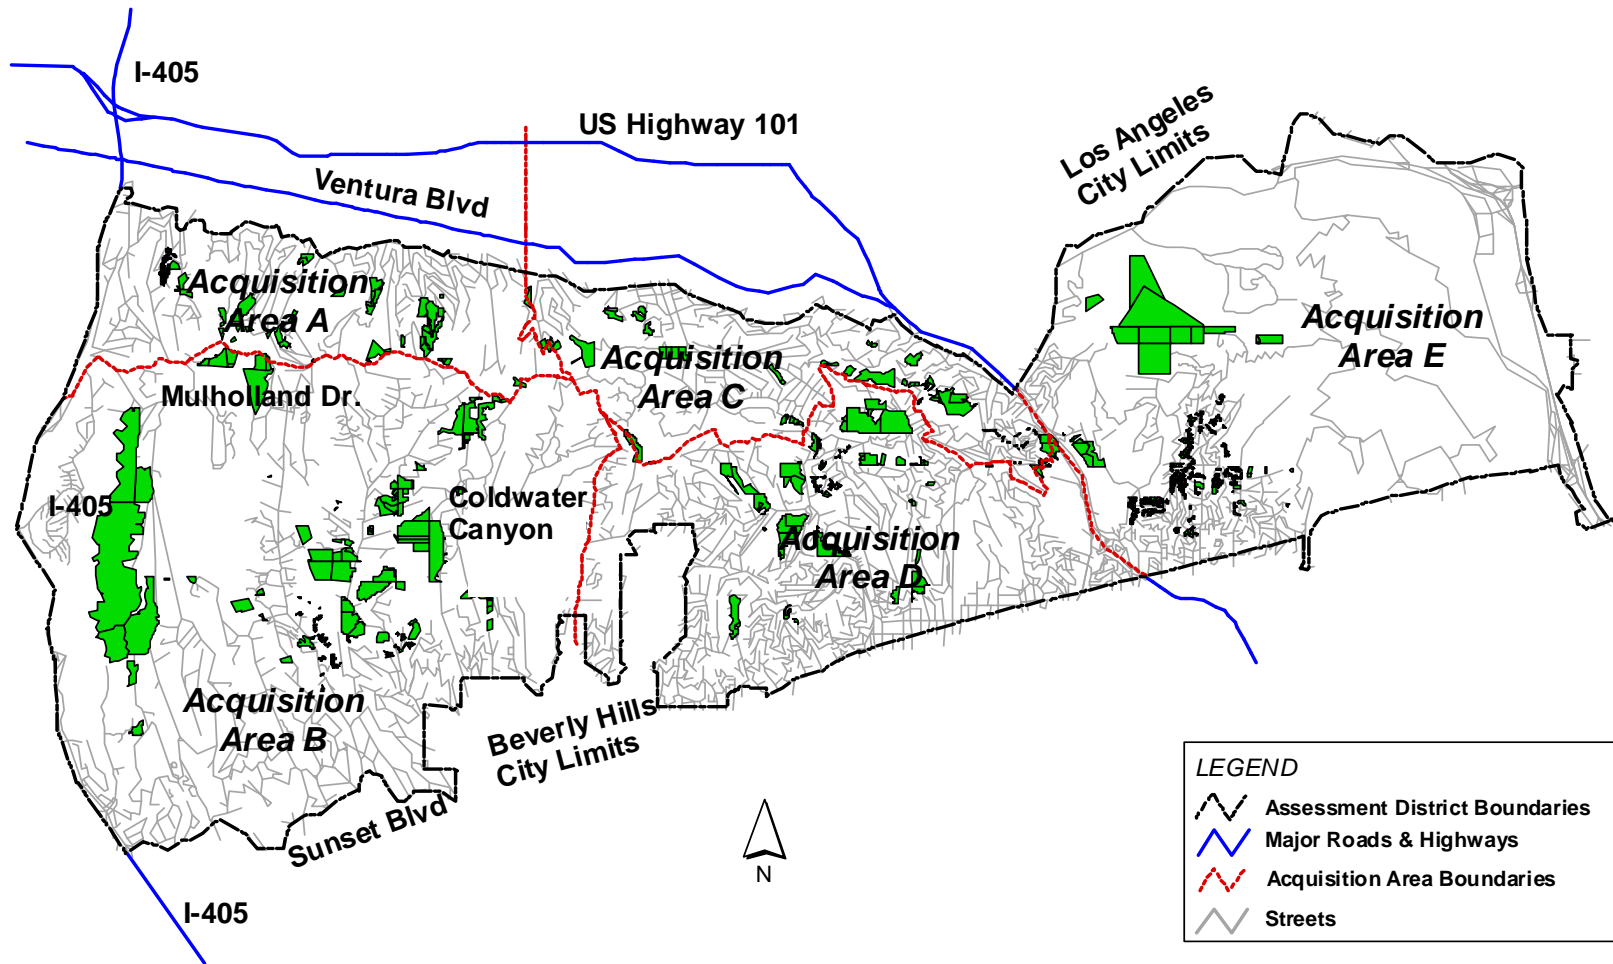 I-405
US Highway 101
Los Angeles
City Limits
Ventura Blvd
Acquisition
Area A
Acquisition
Area E
Acquisition
Area C
Mulholland Dr.
I-405
Coldwater
Canyon
Acquisition
Area D
Acquisition
Area B
Beverly Hills
City Limits
Sunset Blvd
I-405
N
LEGEND
Assessment District Boundaries
Major Roads & Highways
Acquisition Area Boundaries
Streets